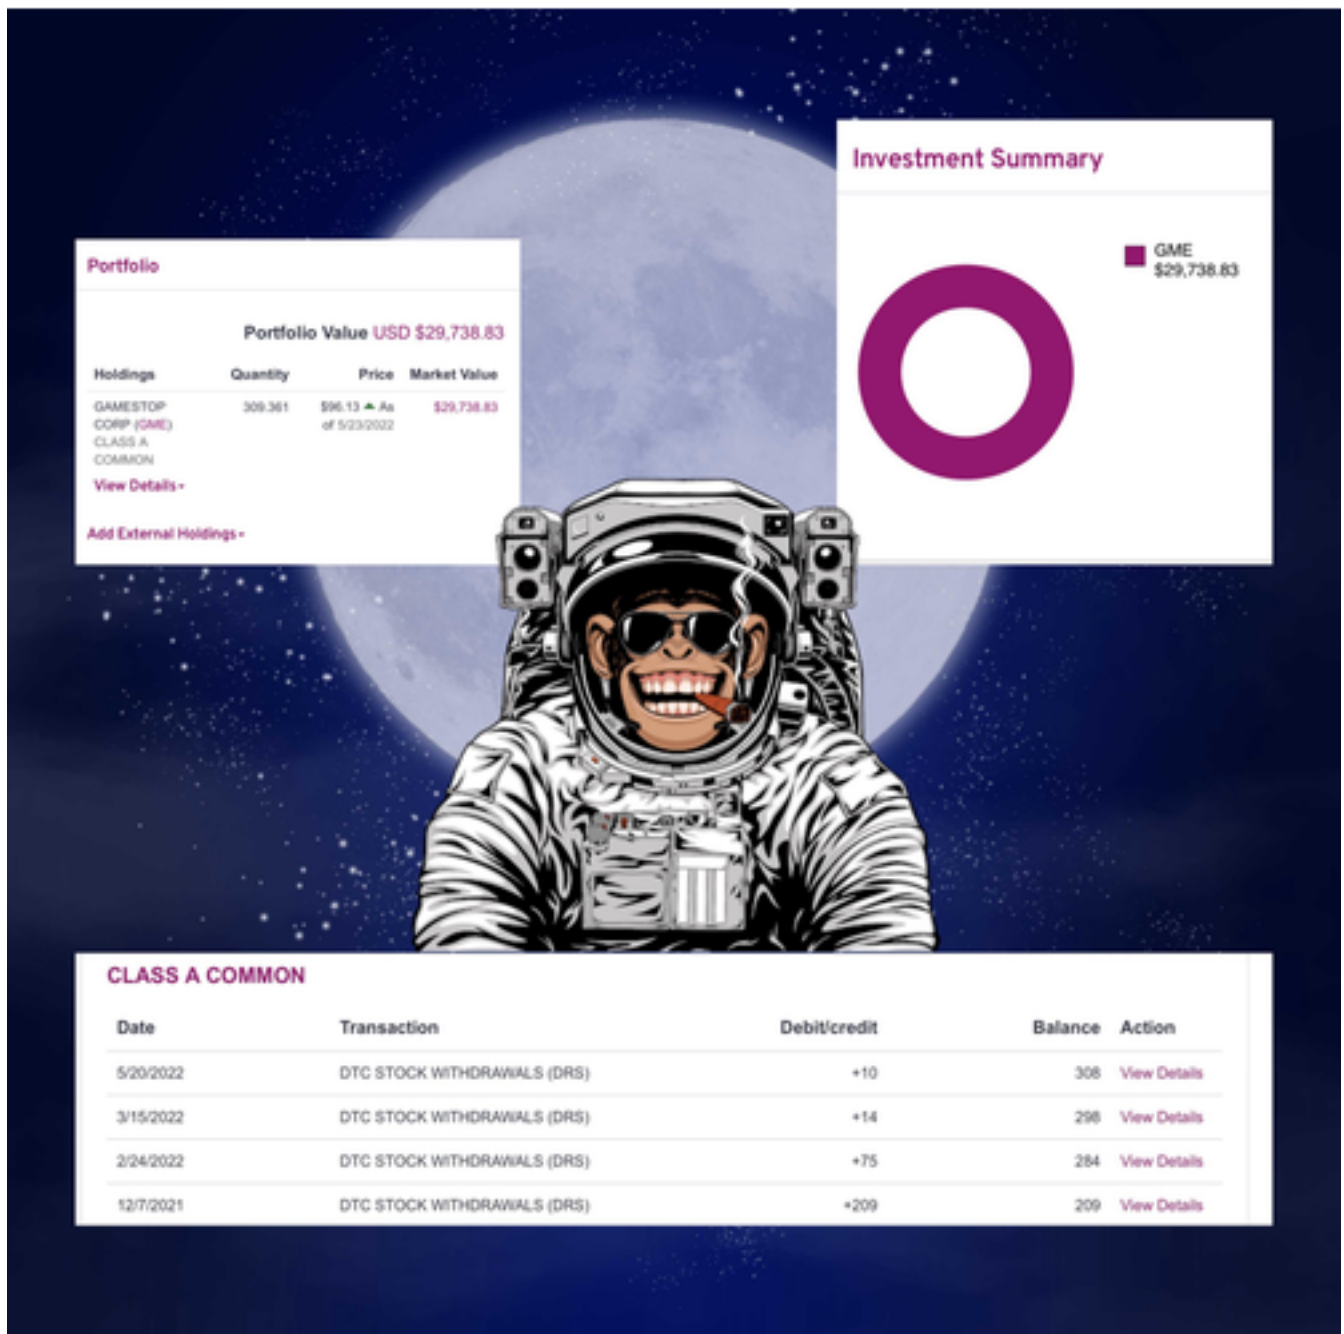 Investment Summary
GME
$29,738.83
Portfolio
Portfolio Value USD $29,738.83
Holdings Quantity Price Market Value
GAMESTOP 309.361 $96.13 As $29,738.83
CORP (GME) of 5/23/2022
CLASS A
COMMON
View Details
Add External Holdings
CLASS A COMMON
Date Transaction Debit/credit Balance Action
5/20/2022 DTC STOCK WITHDRAWALS (DRS) +10 308 View Details
3/15/2022 DTC STOCK WITHDRAWALS (DRS) +14 298 View Details
2/24/2022 DTC STOCK WITHDRAWALS (DRS) +75 284 View Details
12/7/2021 DTC STOCK WITHDRAWALS (DRS) +209 209 View Details